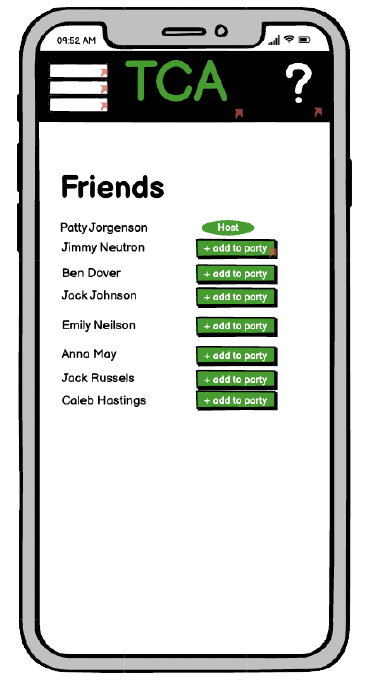 09:52 AM
TCA
?
Friends
Patty Jorgenson Host
Jimmy Neutron + add to party
Ben Dover + add to party
Jack Johnson + add to party
Emily Neilson + add to party
Anna May + add to party
Jack Russels + add to party
Caleb Hastings + add to party